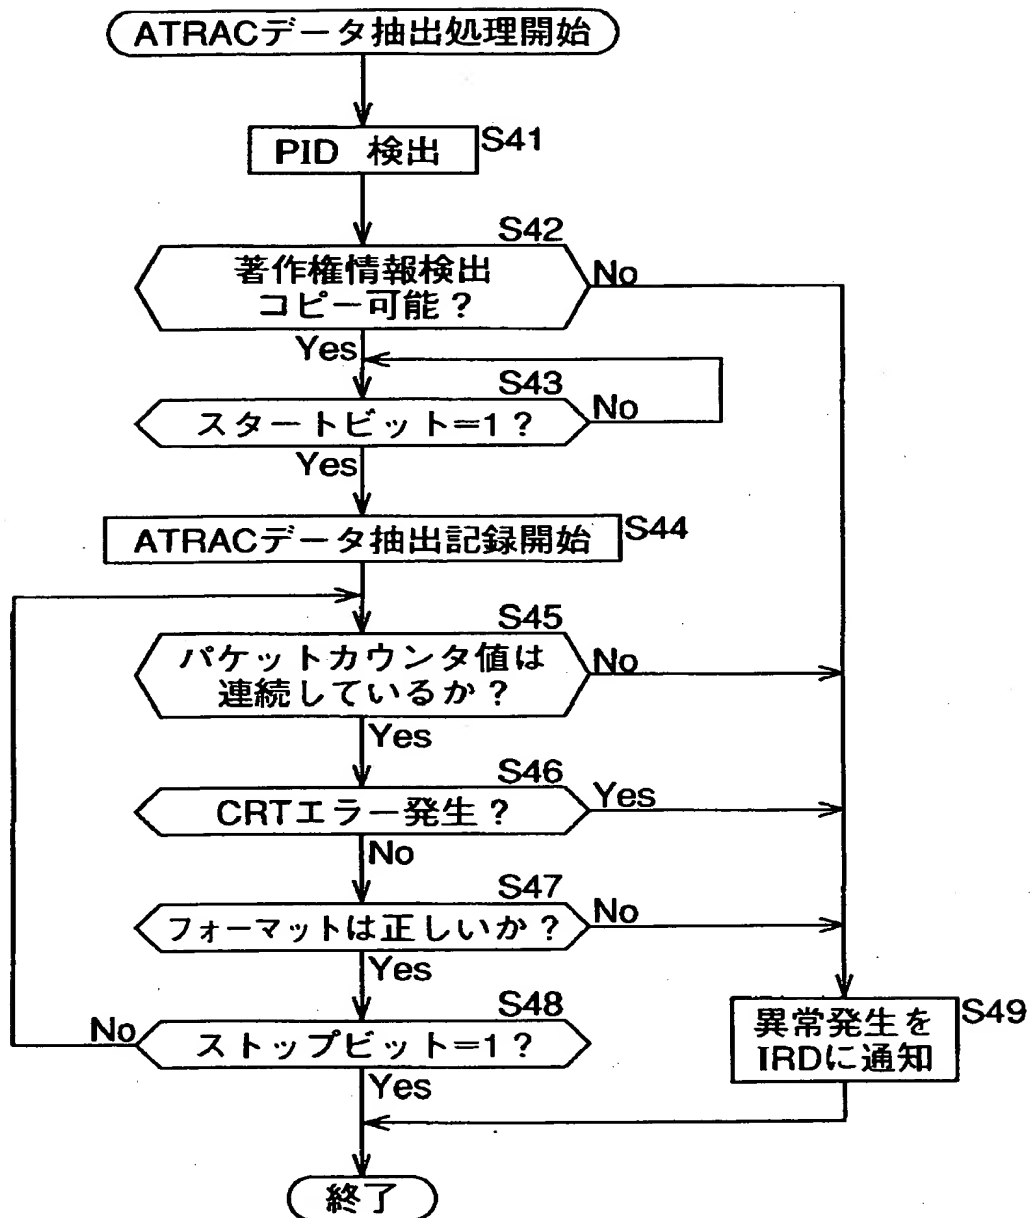 ATRACデータ抽出処理開始
PID 検出
S41
S42
著作権情報検出
コピー可能?
No
Yes
S43
スタートビット=1?
No
Yes
ATRACデータ抽出記録開始
S44
S45
パケットカウンタ値は
連続しているか?
No
Yes
S46
CRTエラー発生?
Yes
No
S47
フォーマットは正しいか?
No
Yes
S48
No
ストップビット=1?
Yes
異常発生を
IRDに通知
S49
終了